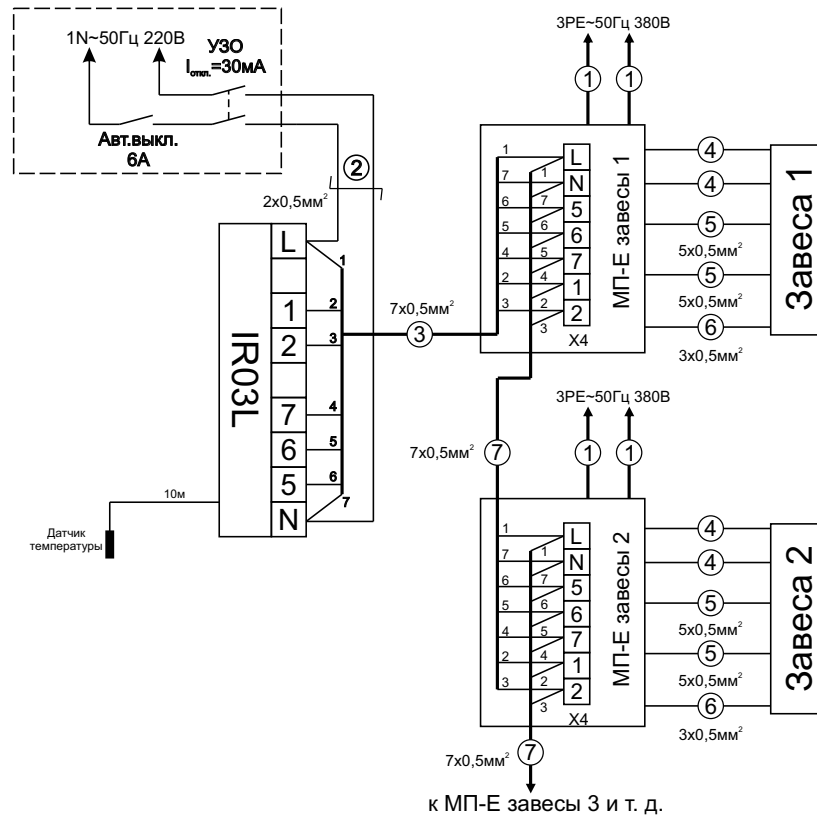 1N~50Гц 220В
УЗО
Iоткл.=30мА
Авт.выкл.
6А
2
2х0,5мм²
IR03L
L
1
2
7
6
5
N
1
2
3
4
5
6
7
10м
Датчик
температуры
7х0,5мм²
3
3РЕ~50Гц 380В
1
1
1
7
6
5
4
2
3
1
7
6
5
4
2
3
L
N
5
6
7
1
2
X4
МП-Е завесы 1
4
4
5
5х0,5мм²
5
5х0,5мм²
6
3х0,5мм²
Завеса 1
7х0,5мм²
7
3РЕ~50Гц 380В
1
1
1
7
6
5
4
2
3
1
7
6
5
4
2
3
L
N
5
6
7
1
2
X4
МП-Е завесы 2
4
4
5
5х0,5мм²
5
5х0,5мм²
6
3х0,5мм²
Завеса 2
7х0,5мм²
7
к МП-Е завесы 3 и т. д.